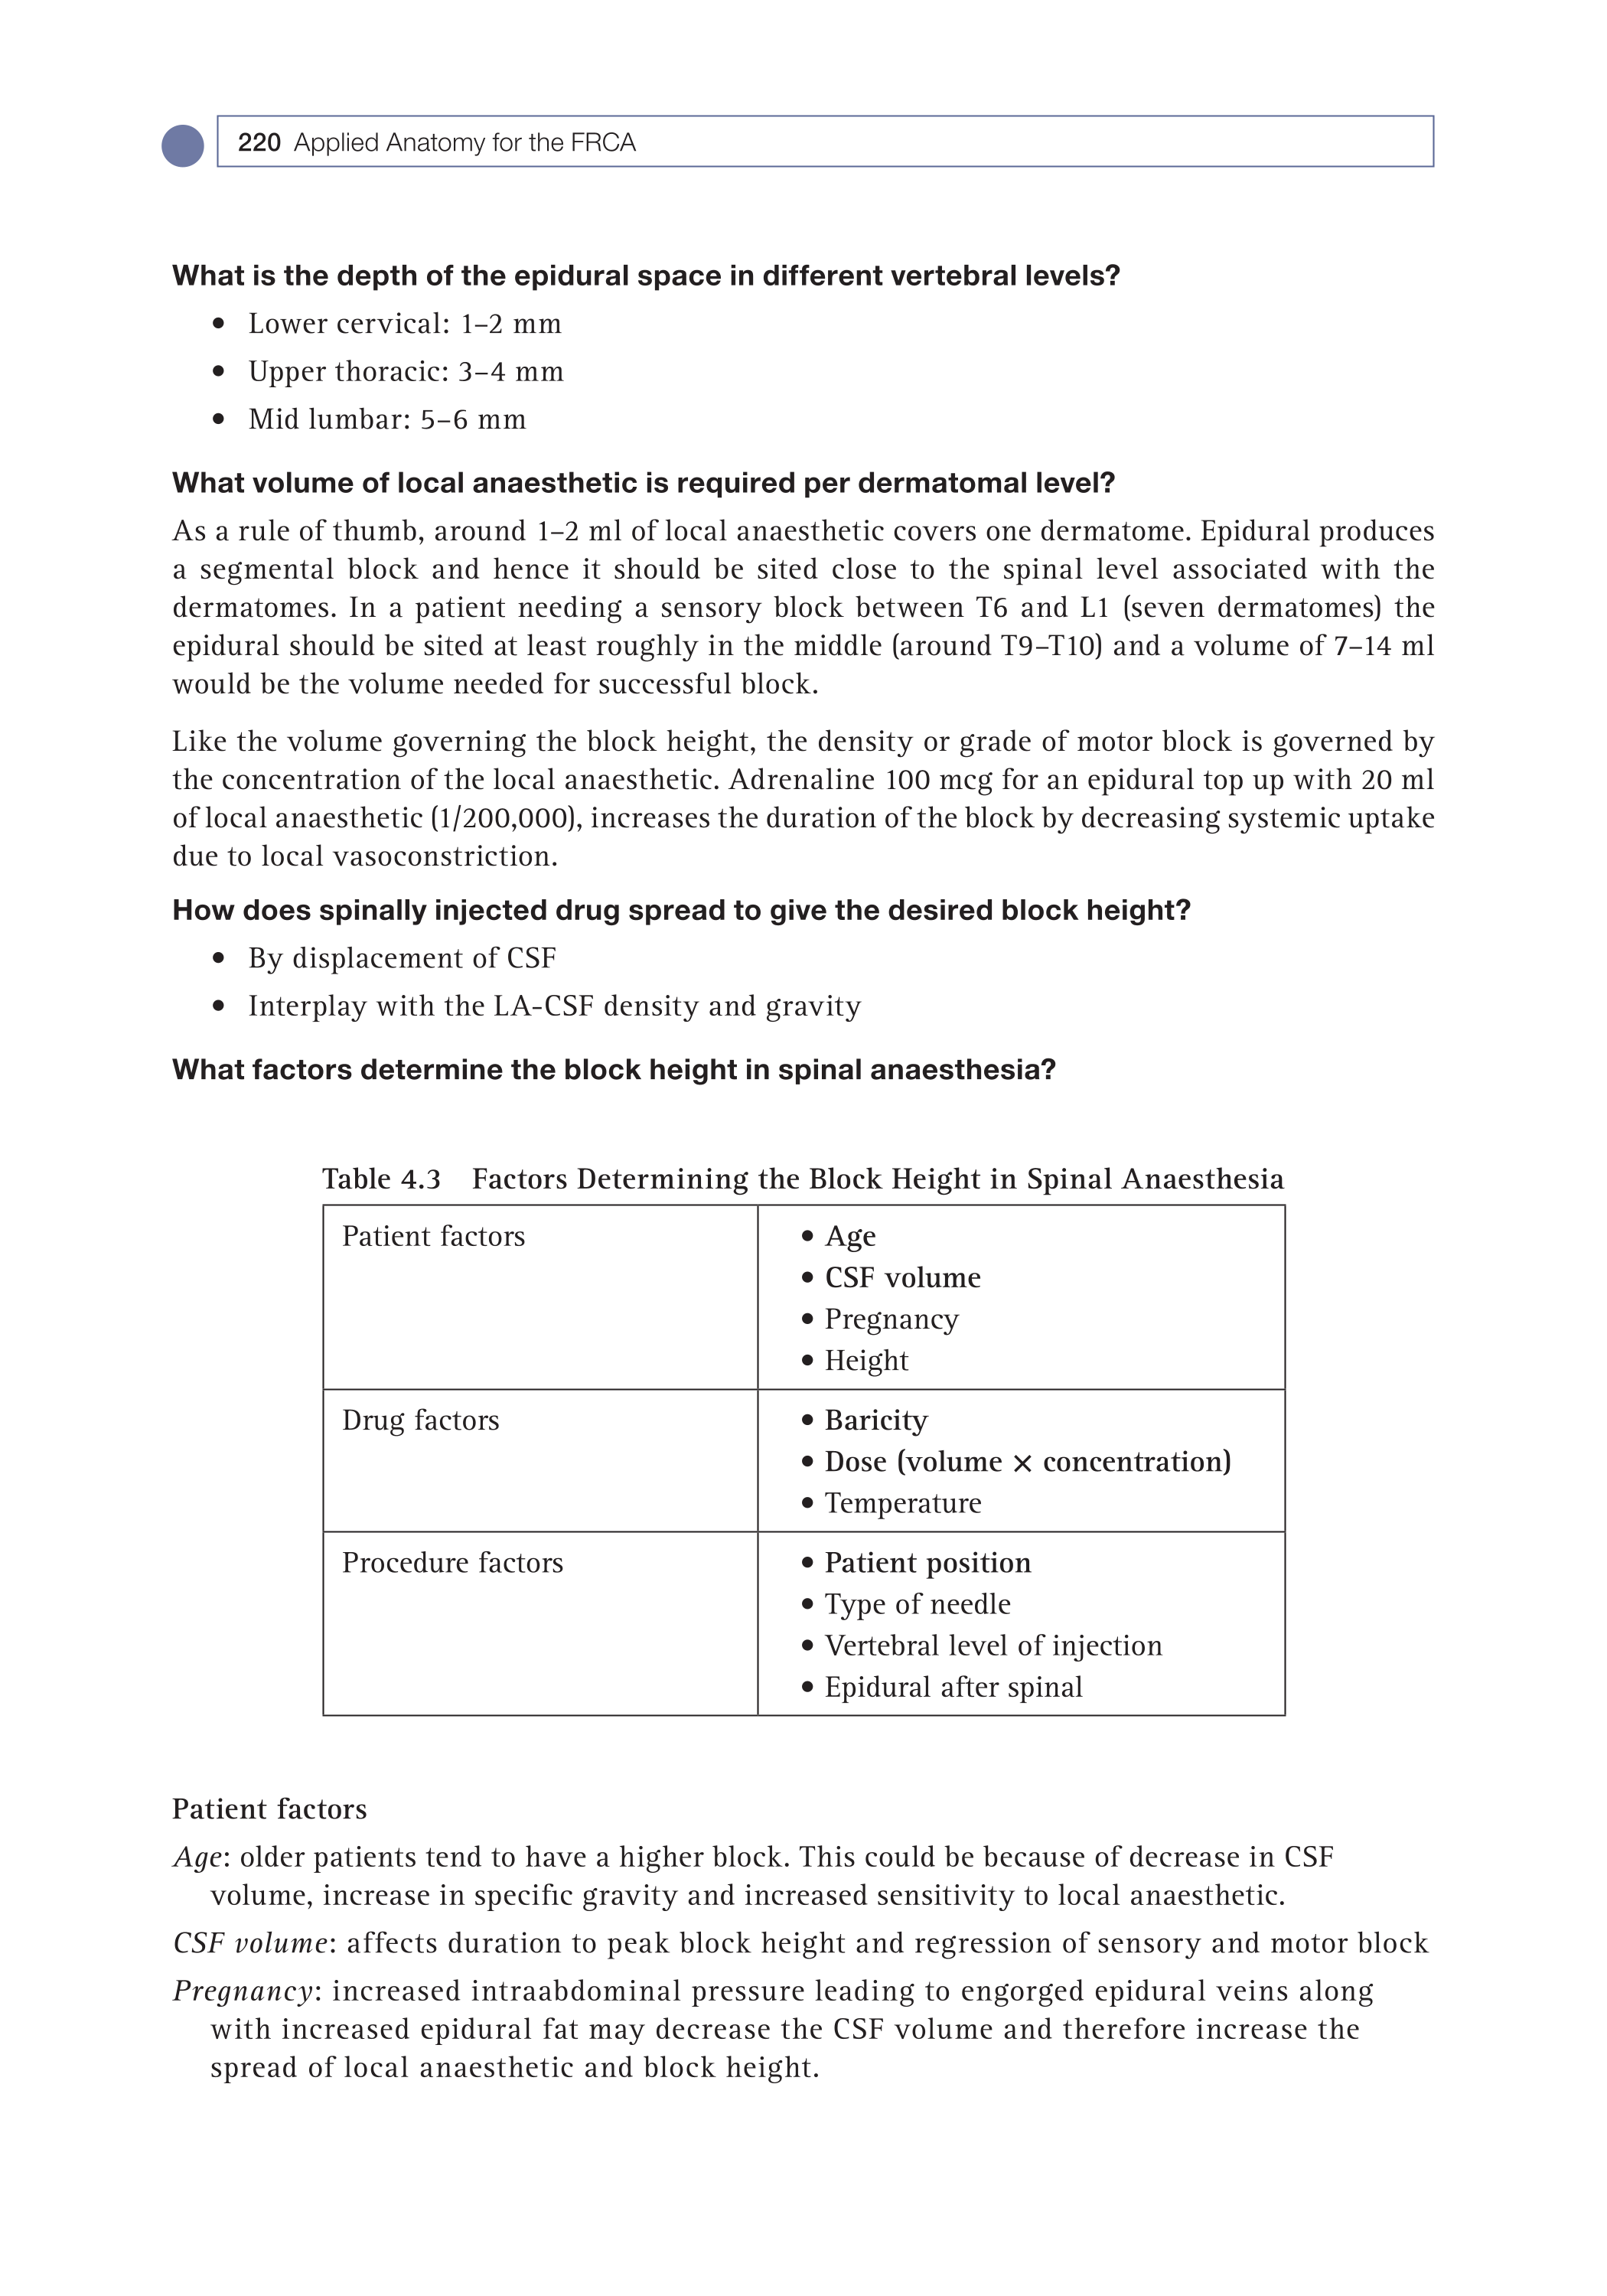 220 Applied Anatomy for the FRCA
What is the depth of the epidural space in different vertebral levels?
• Lower cervical: 1–2 mm
• Upper thoracic: 3–4 mm
• Mid lumbar: 5–6 mm
What volume of local anaesthetic is required per dermatomal level?
As a rule of thumb, around 1–2 ml of local anaesthetic covers one dermatome. Epidural produces
a segmental block and hence it should be sited close to the spinal level associated with the
dermatomes. In a patient needing a sensory block between T6 and L1 (seven dermatomes) the
epidural should be sited at least roughly in the middle (around T9–T10) and a volume of 7–14 ml
would be the volume needed for successful block.
Like the volume governing the block height, the density or grade of motor block is governed by
the concentration of the local anaesthetic. Adrenaline 100 mcg for an epidural top up with 20 ml
of local anaesthetic (1/200,000), increases the duration of the block by decreasing systemic uptake
due to local vasoconstriction.
How does spinally injected drug spread to give the desired block height?
• By displacement of CSF
• Interplay with the LA-CSF density and gravity
What factors determine the block height in spinal anaesthesia?
Table 4.3 Factors Determining the Block Height in Spinal Anaesthesia
Patient factors
• Age
• CSF volume
• Pregnancy
• Height
Drug factors
• Baricity
• Dose (volume × concentration)
• Temperature
Procedure factors
• Patient position
• Type of needle
• Vertebral level of injection
• Epidural after spinal
Patient factors
Age: older patients tend to have a higher block. This could be because of decrease in CSF
volume, increase in specific gravity and increased sensitivity to local anaesthetic.
CSF volume: affects duration to peak block height and regression of sensory and motor block
Pregnancy: increased intraabdominal pressure leading to engorged epidural veins along
with increased epidural fat may decrease the CSF volume and therefore increase the
spread of local anaesthetic and block height.